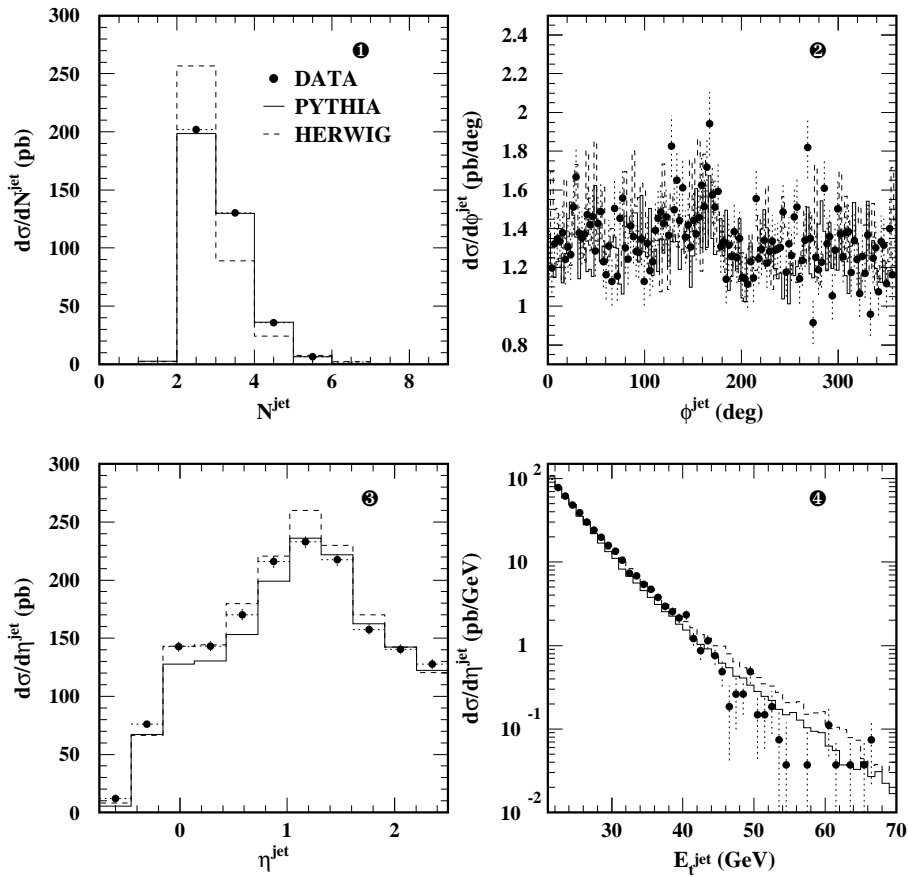 dσ/dN^jet (pb)
300
250
200
150
100
50
0
❶
DATA
PYTHIA
HERWIG
0 2 4 6 8
N^jet
dσ/dϕ^jet (pb/deg)
2.4
2.2
2
1.8
1.6
1.4
1.2
1
0.8
❷
0 100 200 300
ϕ^jet (deg)
dσ/dη^jet (pb)
300
250
200
150
100
50
0
❸
0 1 2
η^jet
dσ/dη^jet (pb/GeV)
10^2
10
1
10^-1
10^-2
❹
30 40 50 60 70
E_t^jet (GeV)